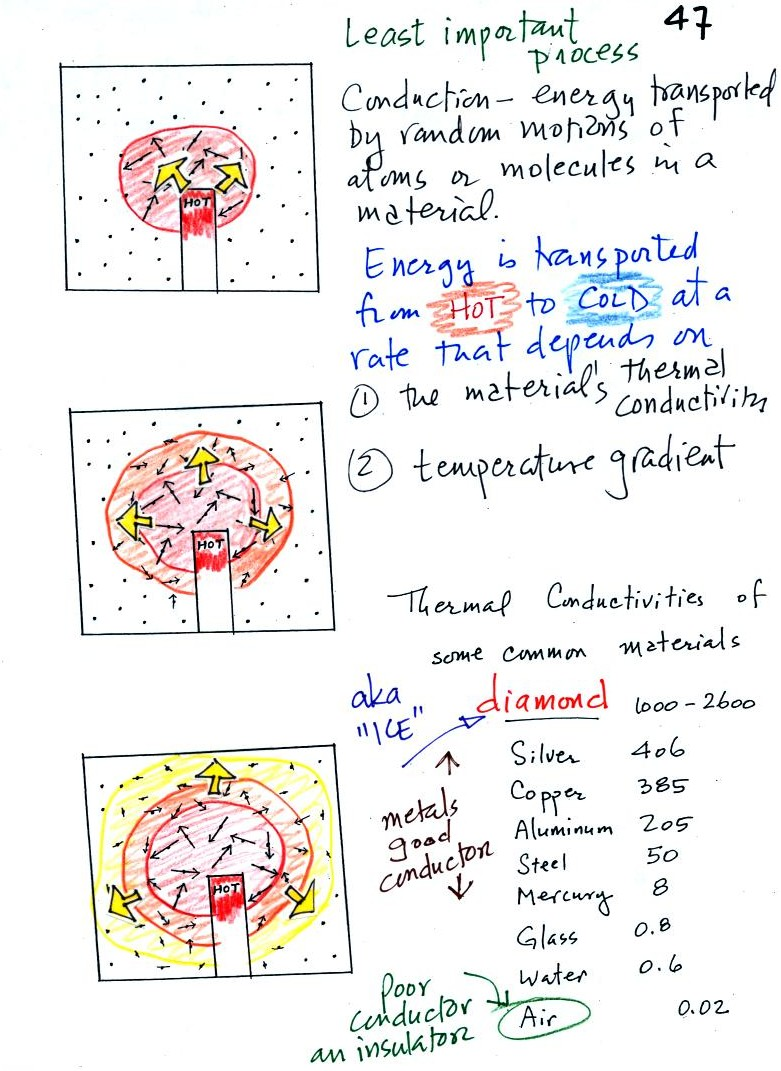 Least important
process
47
Conduction - energy transported
by random motions of
atoms or molecules in a
material.
HOT
Energy is transported
from HOT to COLD at a
rate that depends on
① the material's thermal
conductivity
② temperature gradient
HOT
Thermal Conductivities of
some common materials
aka
"ICE"
diamond 1000 - 2600
Silver 406
Copper 385
Aluminum 205
Steel 50
Mercury 8
Glass 0.8
Water 0.6
Air 0.02
metals
good
conductor
HOT
Poor
conductor
an insulator